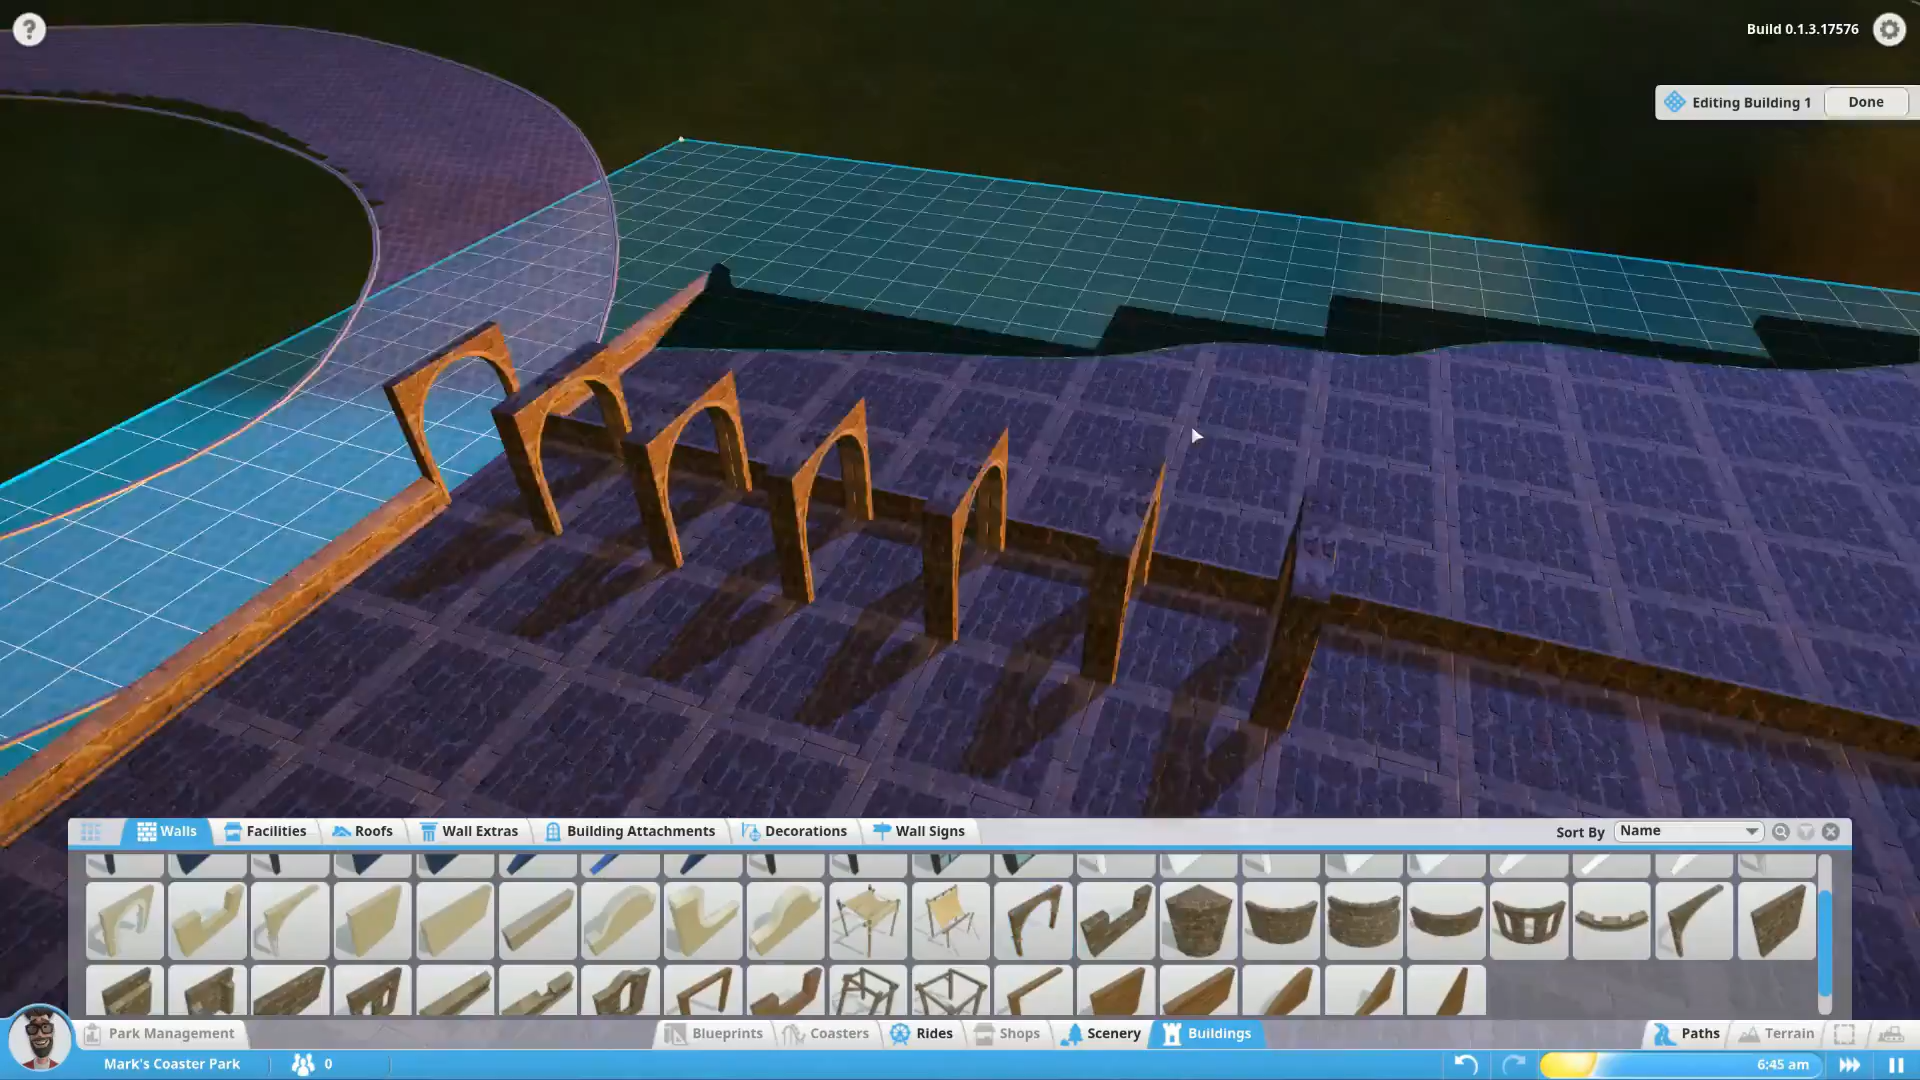 ?
Build 0.1.3.17576
Editing Building 1 Done
Walls Facilities Roofs Wall Extras Building Attachments Decorations Wall Signs Sort By Name
Park Management Blueprints Coasters Rides Shops Scenery Buildings Paths Terrain
Mark's Coaster Park 0 6:45 am